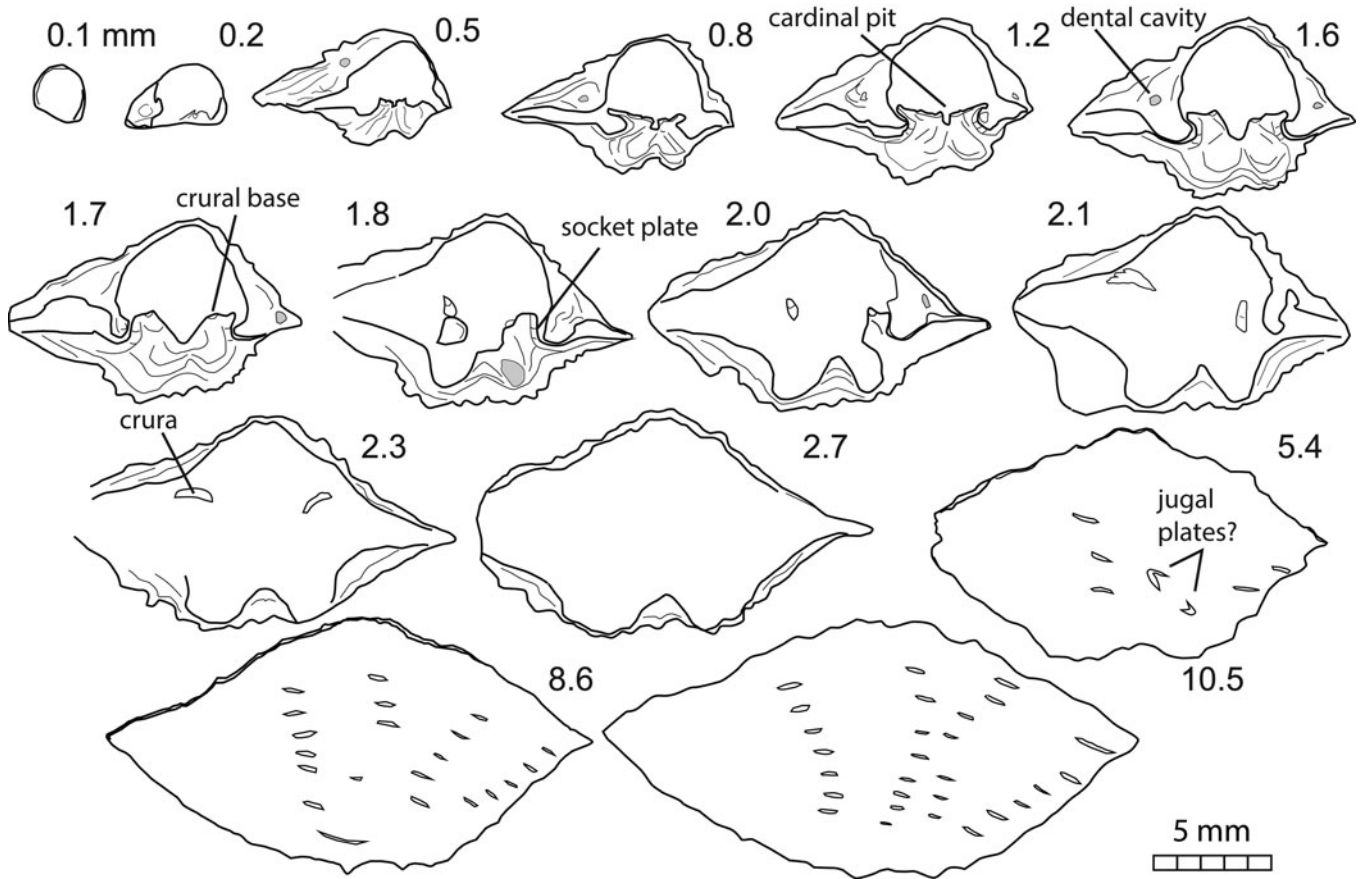 cardinal pit
dental cavity
0.1 mm
0.2
0.5
0.8
1.2
1.6
crural base
1.7
1.8
socket plate
2.0
2.1
crura
2.3
2.7
5.4
jugal
plates?
8.6
10.5
5 mm